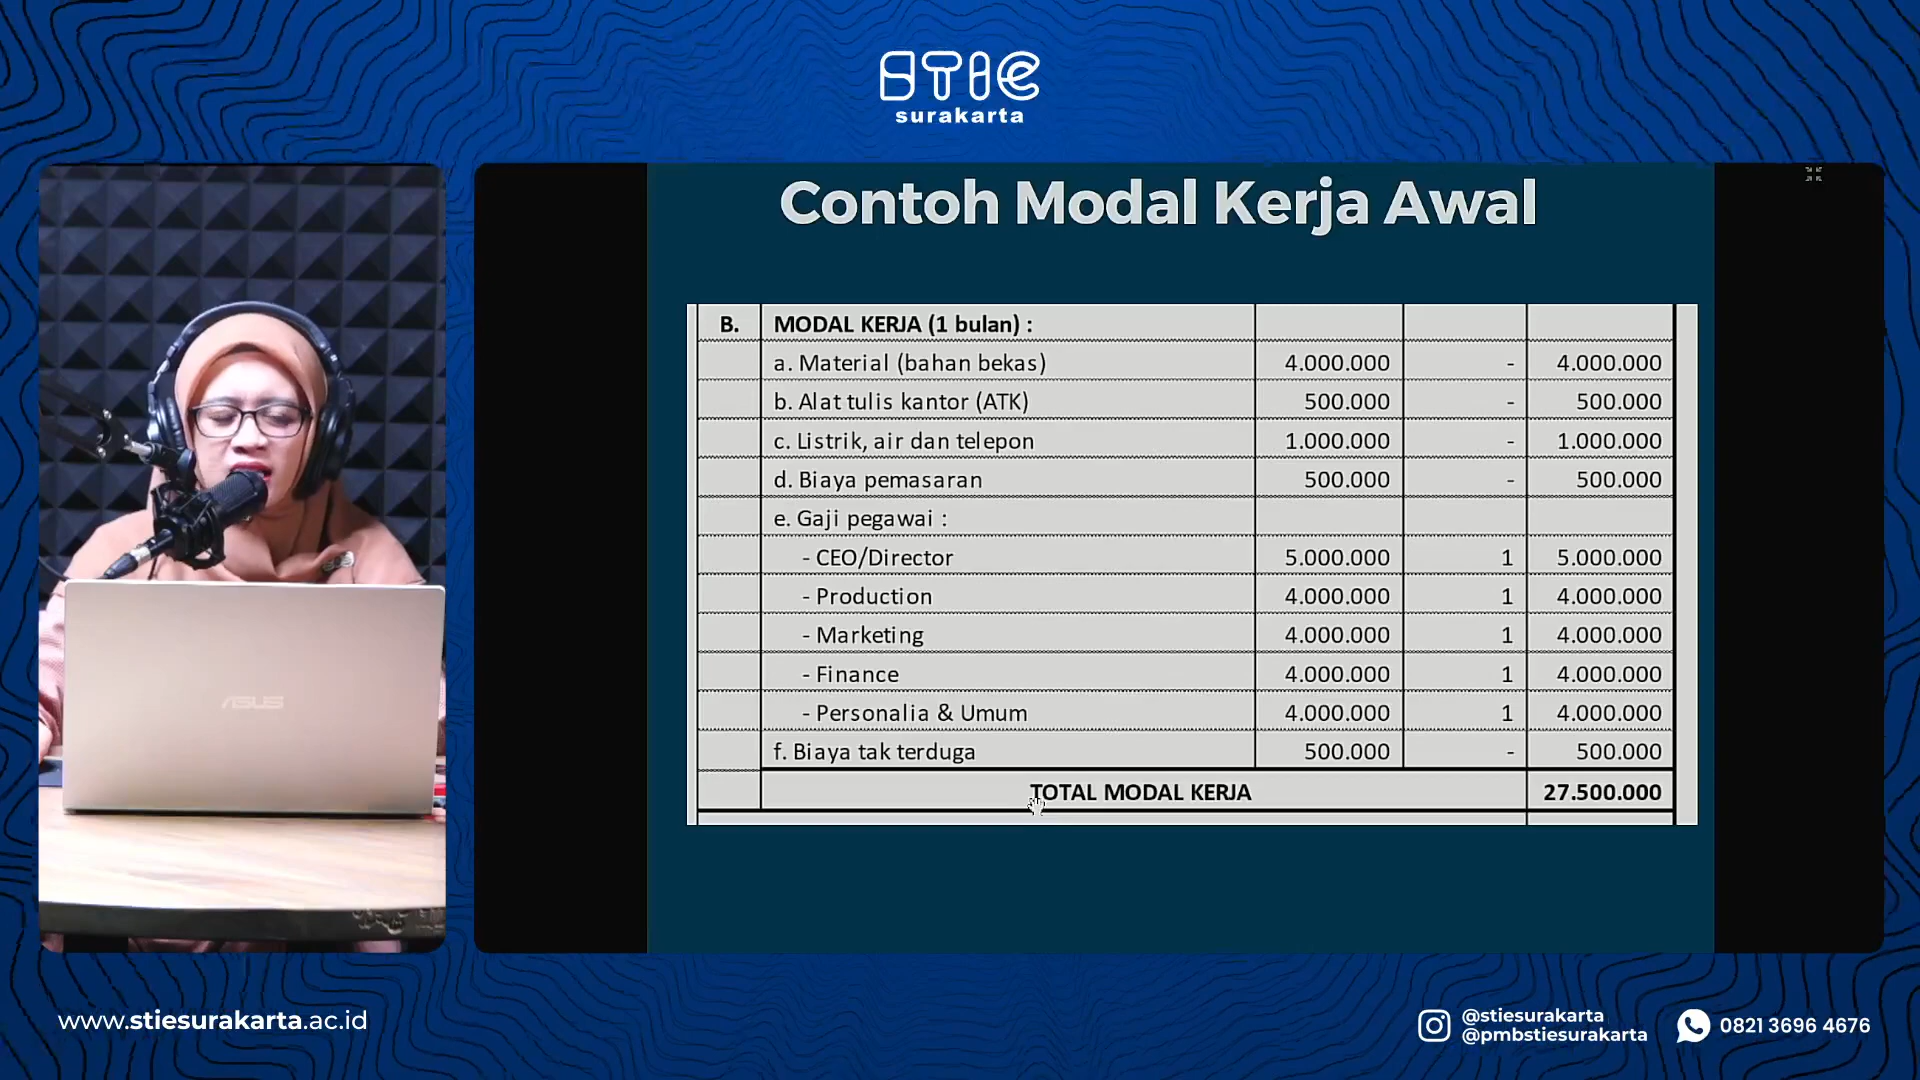 STIE
surakarta
Contoh Modal Kerja Awal
B. MODAL KERJA (1 bulan) :
a. Material (bahan bekas) 4.000.000 - 4.000.000
b. Alat tulis kantor (ATK) 500.000 - 500.000
c. Listrik, air dan telepon 1.000.000 - 1.000.000
d. Biaya pemasaran 500.000 - 500.000
e. Gaji pegawai :
- CEO/Director 5.000.000 1 5.000.000
- Production 4.000.000 1 4.000.000
- Marketing 4.000.000 1 4.000.000
- Finance 4.000.000 1 4.000.000
- Personalia & Umum 4.000.000 1 4.000.000
f. Biaya tak terduga 500.000 - 500.000
TOTAL MODAL KERJA 27.500.000
ASUS
www.stiesurakarta.ac.id
@stiesurakarta
@pmbstiesurakarta
0821 3696 4676